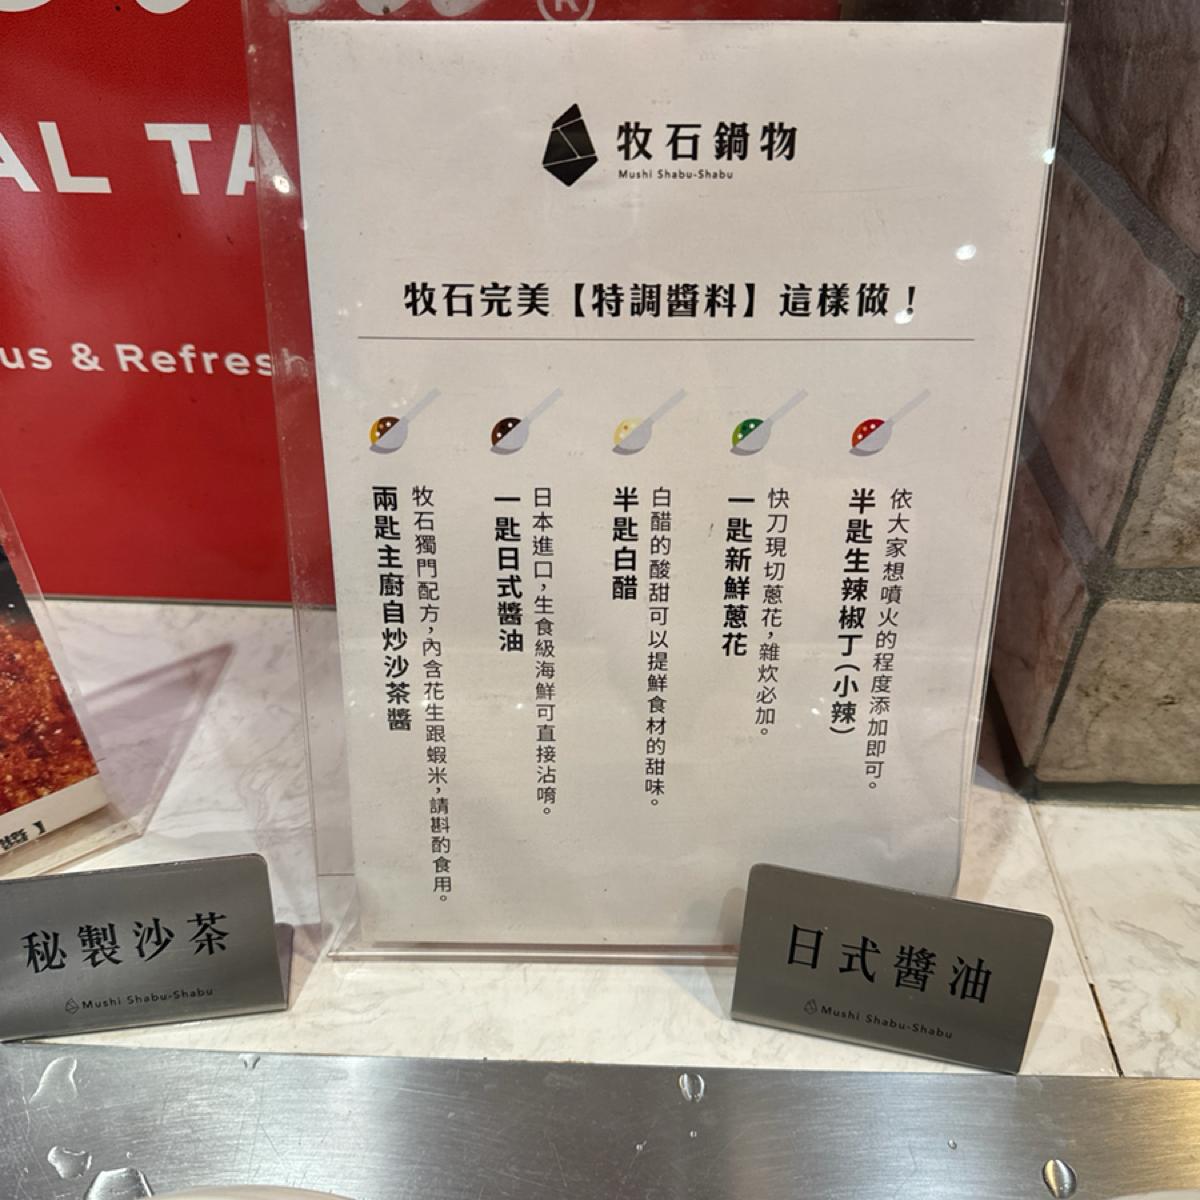 AL TA
us & Refresh
牧石鍋物
Mushi Shabu-Shabu
牧石完美【特調醬料】這樣做！
依大家想噴火的程度添加即可。
半匙生辣椒丁(小辣)
快刀現切蔥花，雜炊必加。
一匙新鮮蔥花
白醋的酸甜可以提鮮食材的甜味。
半匙白醋
日本進口，生食級海鮮可直接沾唷。
一匙日式醬油
牧石獨門配方，內含花生跟蝦米，請斟酌食用。
兩匙主廚自炒沙茶醬
秘製沙茶
Mushi Shabu-Shabu
日式醬油
Mushi Shabu-Shabu